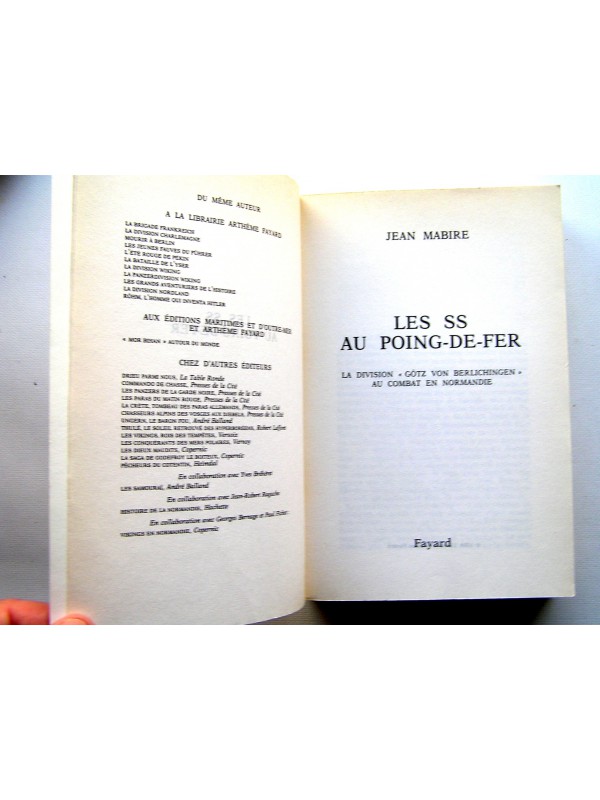 DU MÊME AUTEUR
A LA LIBRAIRIE ARTHÈME FAYARD
LA BRIGADE FRANKREICH
LA DIVISION CHARLEMAGNE
MOURIR À BERLIN
LES JEUNES FAUVES DU FÜHRER
L'ÉTÉ ROUGE DE PÉKIN
LA BATAILLE DE L'YSER
LA DIVISION WIKING
LA PANZERDIVISION WIKING
LES GRANDS AVENTURIERS DE L'HISTOIRE
LA DIVISION NORDLAND
RÖHM, L'HOMME QUI INVENTA HITLER
AUX ÉDITIONS MARITIMES ET D'OUTRE-MER
ET ARTHÈME FAYARD
« MOR BIHAN » AUTOUR DU MONDE
CHEZ D'AUTRES ÉDITEURS
DRIEU PARMI NOUS, La Table Ronde
COMMANDO DE CHASSE, Presses de la Cité
LES PANZERS DE LA GARDE NOIRE, Presses de la Cité
LES PARAS DU MATIN ROUGE, Presses de la Cité
LA CRÈTE, TOMBEAU DES PARAS ALLEMANDS, Presses de la Cité
CHASSEURS ALPINS DES VOSGES AUX DJEBELS, Presses de la Cité
UNGERN, LE BARON FOU, André Balland
THULÉ, LE SOLEIL RETROUVÉ DES HYPERBORÉENS, Robert Laffont
LES VIKINGS, ROIS DES TEMPÊTES, Versoix
LES CONQUÉRANTS DES MERS POLAIRES, Vernoy
LES DIEUX MAUDITS, Copernic
LA SAGA DE GODEFROY LE BOITEUX, Copernic
PÊCHEURS DU COTENTIN, Heimdal
En collaboration avec Yves Bréhéret
LES SAMOURAÏ, André Balland
En collaboration avec Jean-Robert Ragache
HISTOIRE DE LA NORMANDIE, Hachette
En collaboration avec Georges Bernage et Paul Fichet
VIKINGS EN NORMANDIE, Copernic
JEAN MABIRE
LES SS
AU POING-DE-FER
LA DIVISION « GÖTZ VON BERLICHINGEN »
AU COMBAT EN NORMANDIE
Fayard